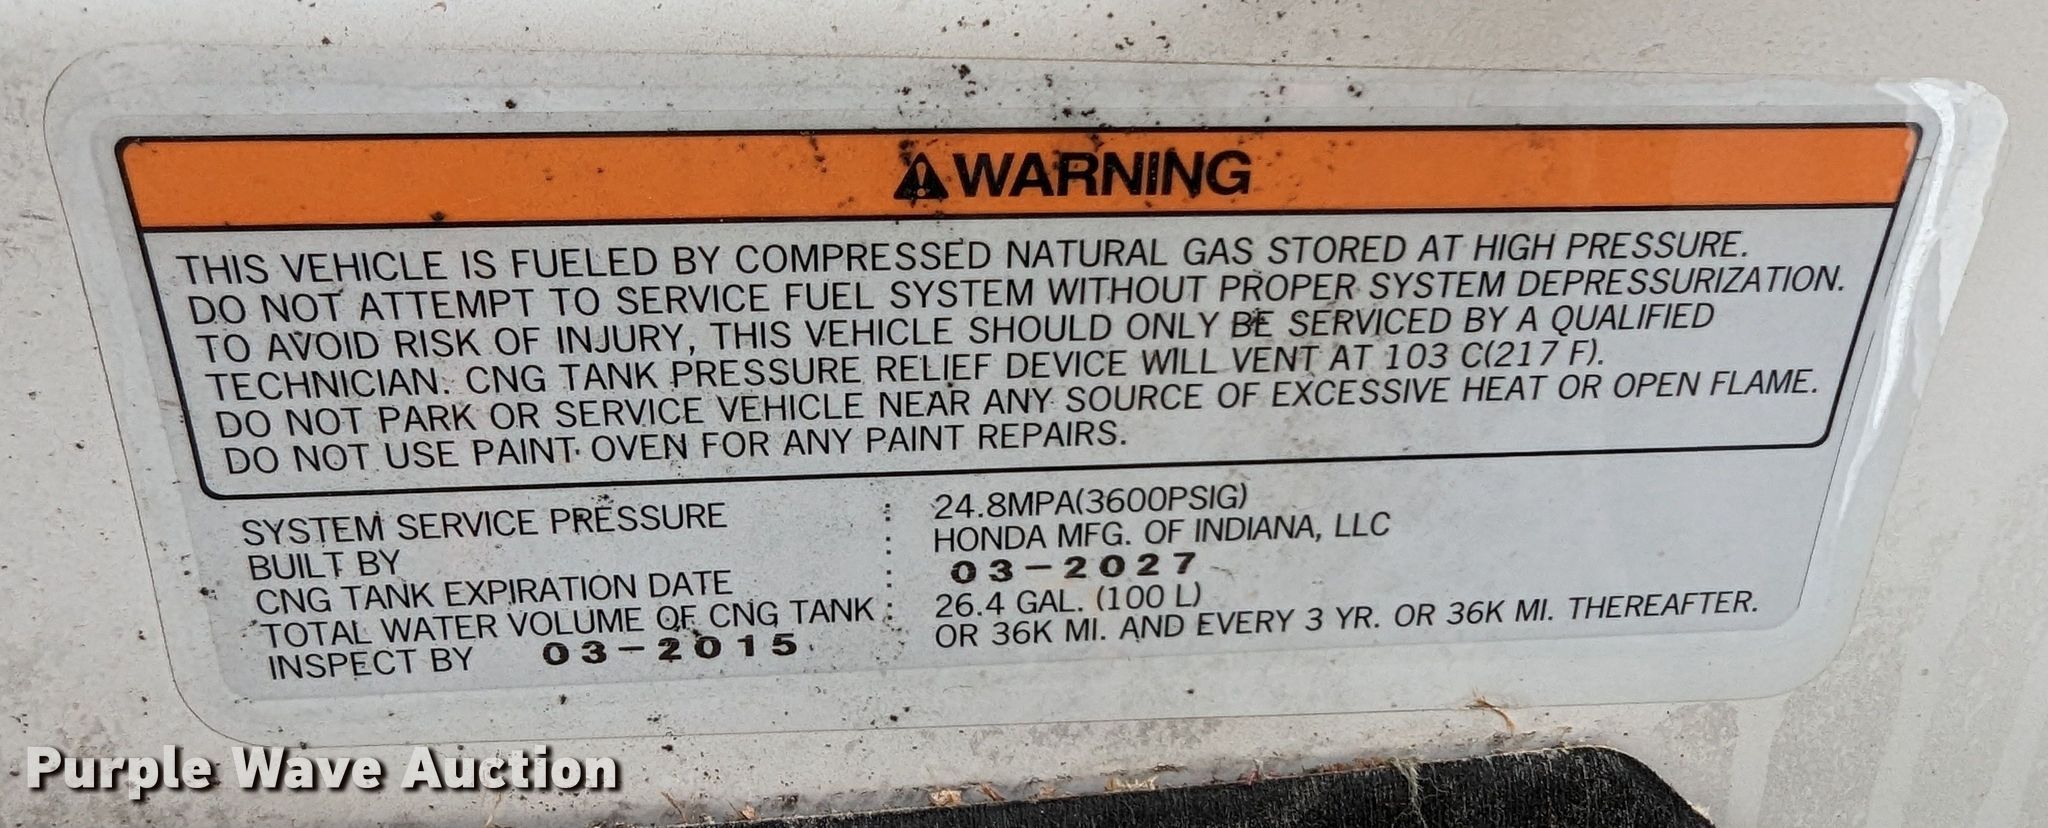 WARNING
THIS VEHICLE IS FUELED BY COMPRESSED NATURAL GAS STORED AT HIGH PRESSURE.
DO NOT ATTEMPT TO SERVICE FUEL SYSTEM WITHOUT PROPER SYSTEM DEPRESSURIZATION.
TO AVOID RISK OF INJURY, THIS VEHICLE SHOULD ONLY BE SERVICED BY A QUALIFIED
TECHNICIAN. CNG TANK PRESSURE RELIEF DEVICE WILL VENT AT 103 C(217 F).
DO NOT PARK OR SERVICE VEHICLE NEAR ANY SOURCE OF EXCESSIVE HEAT OR OPEN FLAME.
DO NOT USE PAINT OVEN FOR ANY PAINT REPAIRS.
SYSTEM SERVICE PRESSURE : 24.8MPA(3600PSIG)
BUILT BY : HONDA MFG. OF INDIANA, LLC
CNG TANK EXPIRATION DATE : 03-2027
TOTAL WATER VOLUME OF CNG TANK : 26.4 GAL. (100 L)
INSPECT BY 03-2015 OR 36K MI. AND EVERY 3 YR. OR 36K MI. THEREAFTER.
Purple Wave Auction